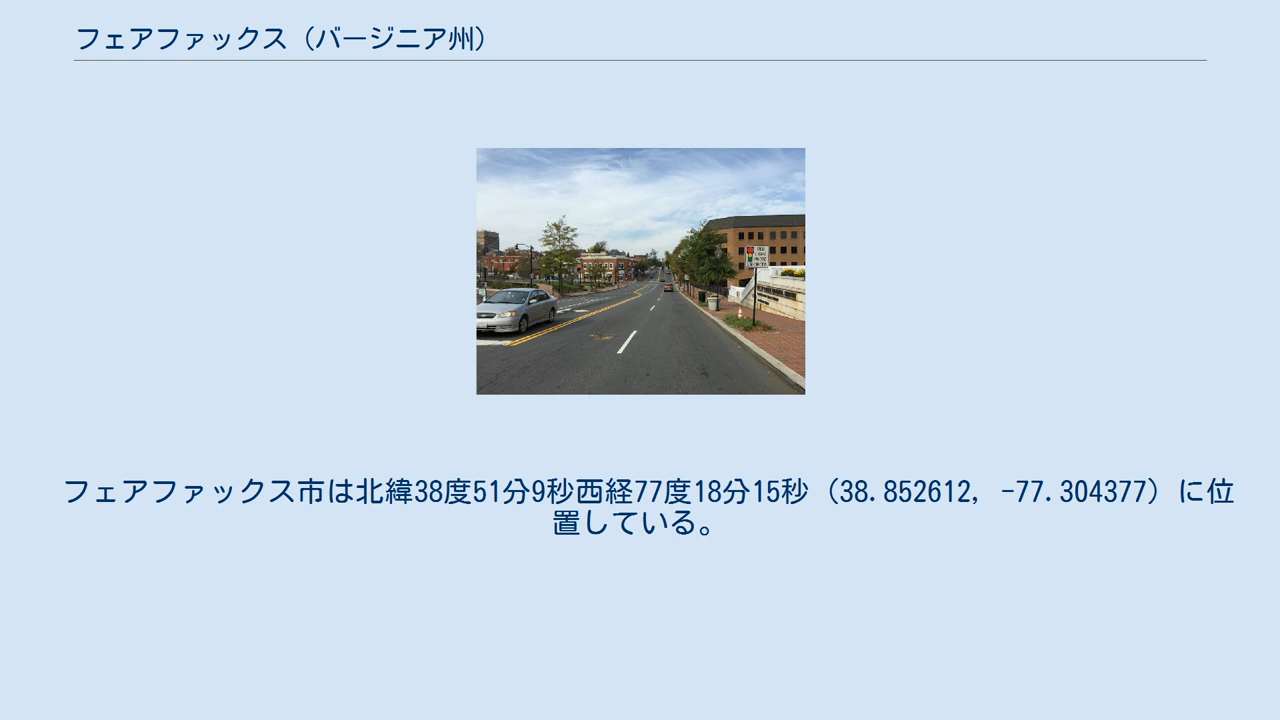 フェアファックス（バージニア州）
フェアファックス市は北緯38度51分9秒西経77度18分15秒（38.852612, -77.304377）に位
置している。